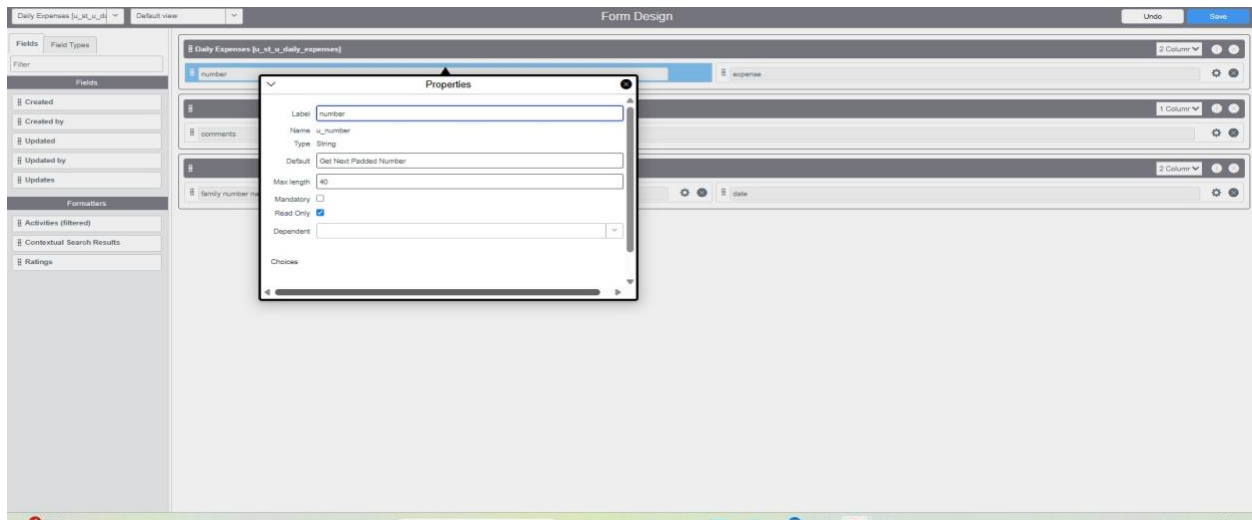 Daily Expenses [u_st_u_da
Default view
Form Design
Undo
Save
Fields
Field Types
Filter
Fields
Created
Created by
Updated
Updated by
Updates
Formatters
Activities (filtered)
Contextual Search Results
Ratings
Daily Expenses [u_st_u_daily_expenses]
2 Column
number
expense
1 Column
comments
2 Column
family number na
date
Properties
Label number
Name u_number
Type String
Default Get Next Padded Number
Max length 40
Mandatory
Read Only
Dependent
Choices